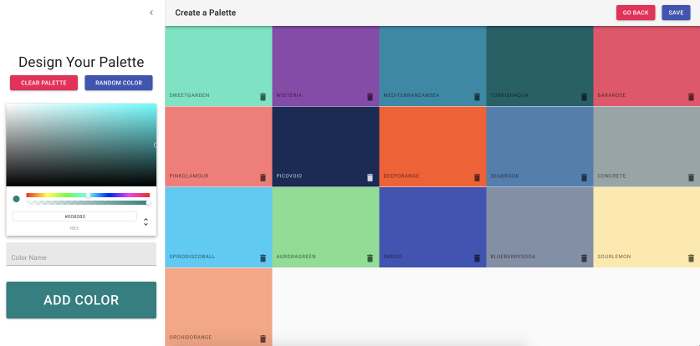 Create a Palette
GO BACK
SAVE
Design Your Palette
CLEAR PALETTE
RANDOM COLOR
HEX
Color Name
ADD COLOR
SWEETGARDEN
WISTERIA
MEDITERRANEANSEA
TURKISHAQUA
BARAROSE
PINKGLAMOUR
PICOVOID
DEEPORANGE
SEABROOK
CONCRETE
SPIRODISCOBALL
AURORAGREEN
INDIGO
BLUEBERRYSODA
SOURLEMON
ORCHIDORANGE